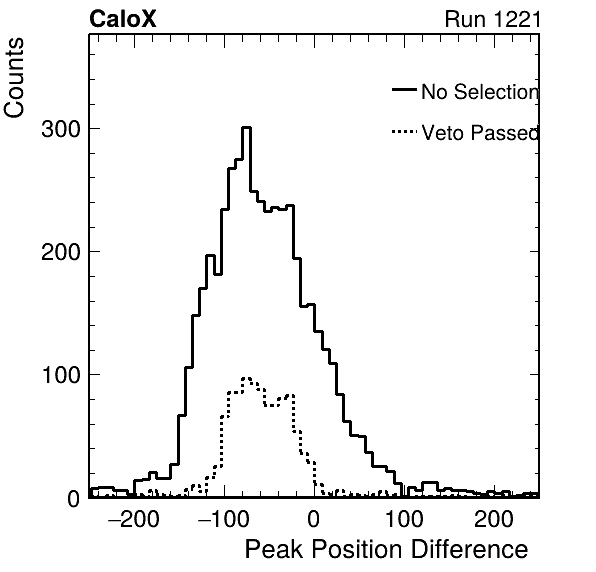 CaloX Run 1221
Counts
No Selection
Veto Passed
300
200
100
0
−200 −100 0 100 200
Peak Position Difference